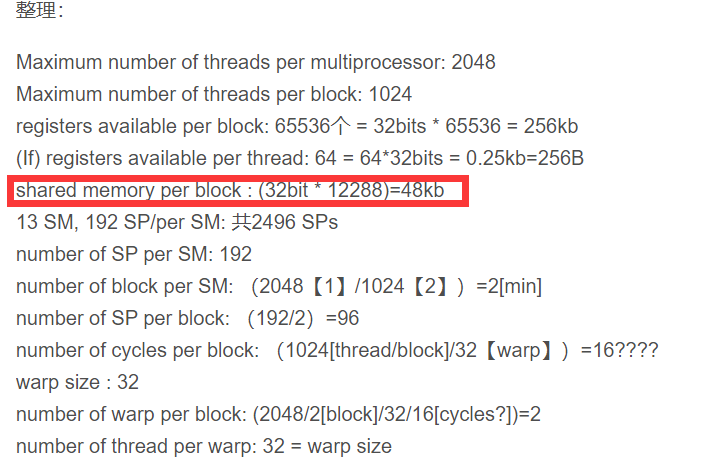 整理：
Maximum number of threads per multiprocessor: 2048
Maximum number of threads per block: 1024
registers available per block: 65536个 = 32bits * 65536 = 256kb
(If) registers available per thread: 64 = 64*32bits = 0.25kb=256B
shared memory per block : (32bit * 12288)=48kb
13 SM, 192 SP/per SM: 共2496 SPs
number of SP per SM: 192
number of block per SM: （2048【1】/1024【2】）=2[min]
number of SP per block: （192/2）=96
number of cycles per block: （1024[thread/block]/32【warp】）=16????
warp size : 32
number of warp per block: (2048/2[block]/32/16[cycles?])=2
number of thread per warp: 32 = warp size